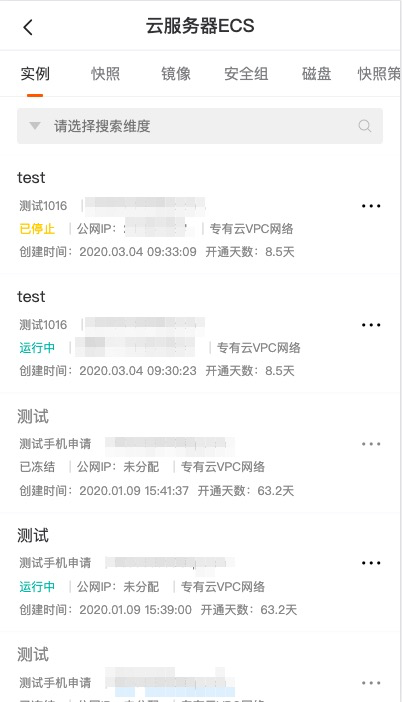 云服务器ECS
实例 快照 镜像 安全组 磁盘 快照策
请选择搜索维度
test
测试1016
已停止 公网IP: 专有云VPC网络
创建时间: 2020.03.04 09:33:09 开通天数: 8.5天
test
测试1016
运行中 专有云VPC网络
创建时间: 2020.03.04 09:30:23 开通天数: 8.5天
测试
测试手机申请
已冻结 公网IP: 未分配 专有云VPC网络
创建时间: 2020.01.09 15:41:37 开通天数: 63.2天
测试
测试手机申请
运行中 公网IP: 未分配 专有云VPC网络
创建时间: 2020.01.09 15:39:00 开通天数: 63.2天
测试
测试手机申请